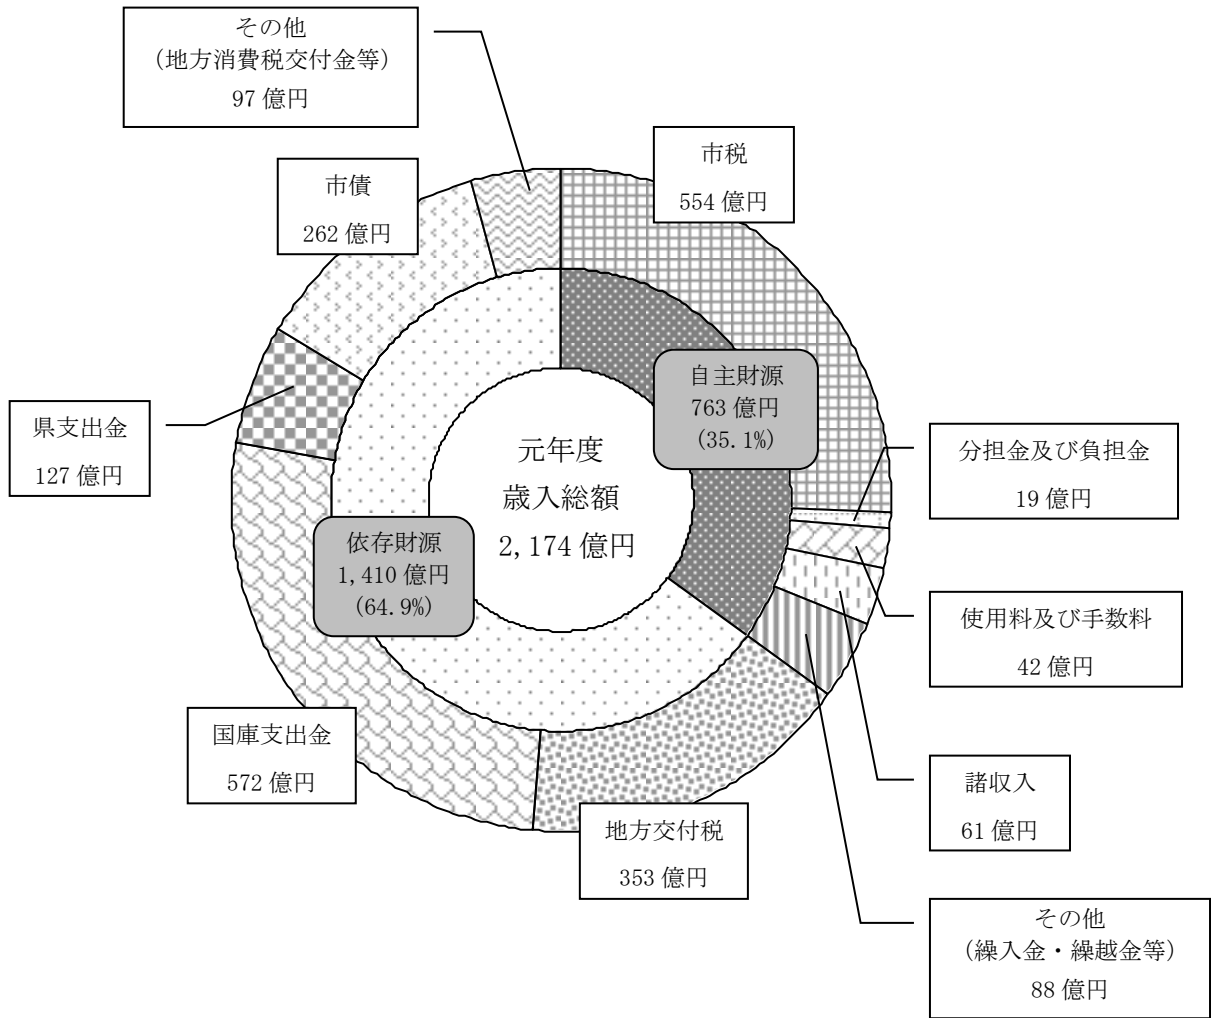 その他
(地方消費税交付金等)
97 億円
市税
554 億円
市債
262 億円
自主財源
763 億円
(35.1%)
県支出金
127 億円
元年度
歳入総額
2,174 億円
分担金及び負担金
19 億円
依存財源
1,410 億円
(64.9%)
使用料及び手数料
42 億円
国庫支出金
572 億円
諸収入
61 億円
地方交付税
353 億円
その他
(繰入金・繰越金等)
88 億円